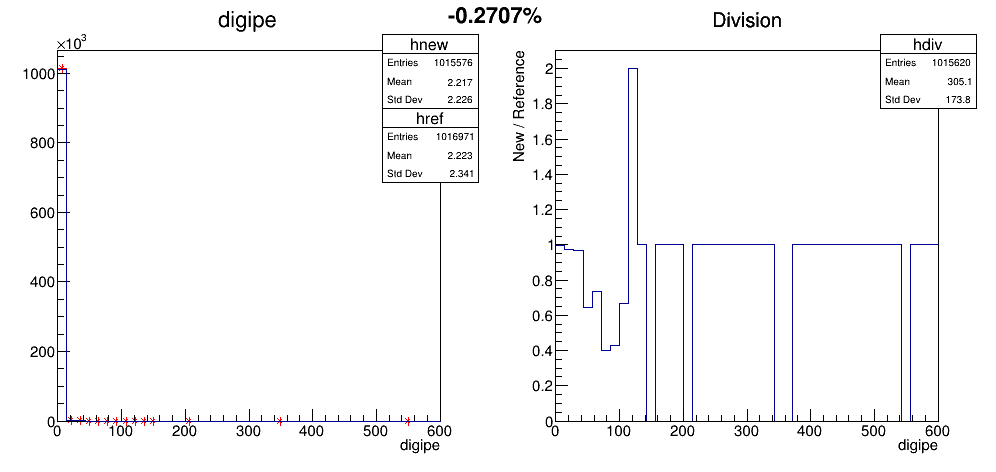 -0.2707%
digipe
×10³
hnew
Entries 1015576
Mean 2.217
Std Dev 2.226
href
Entries 1016971
Mean 2.223
Std Dev 2.341
1000
800
600
400
200
0
0 100 200 300 400 500 600
digipe
Division
hdiv
Entries 1015620
Mean 305.1
Std Dev 173.8
New / Reference
2
1.8
1.6
1.4
1.2
1
0.8
0.6
0.4
0.2
0
0 100 200 300 400 500 600
digipe